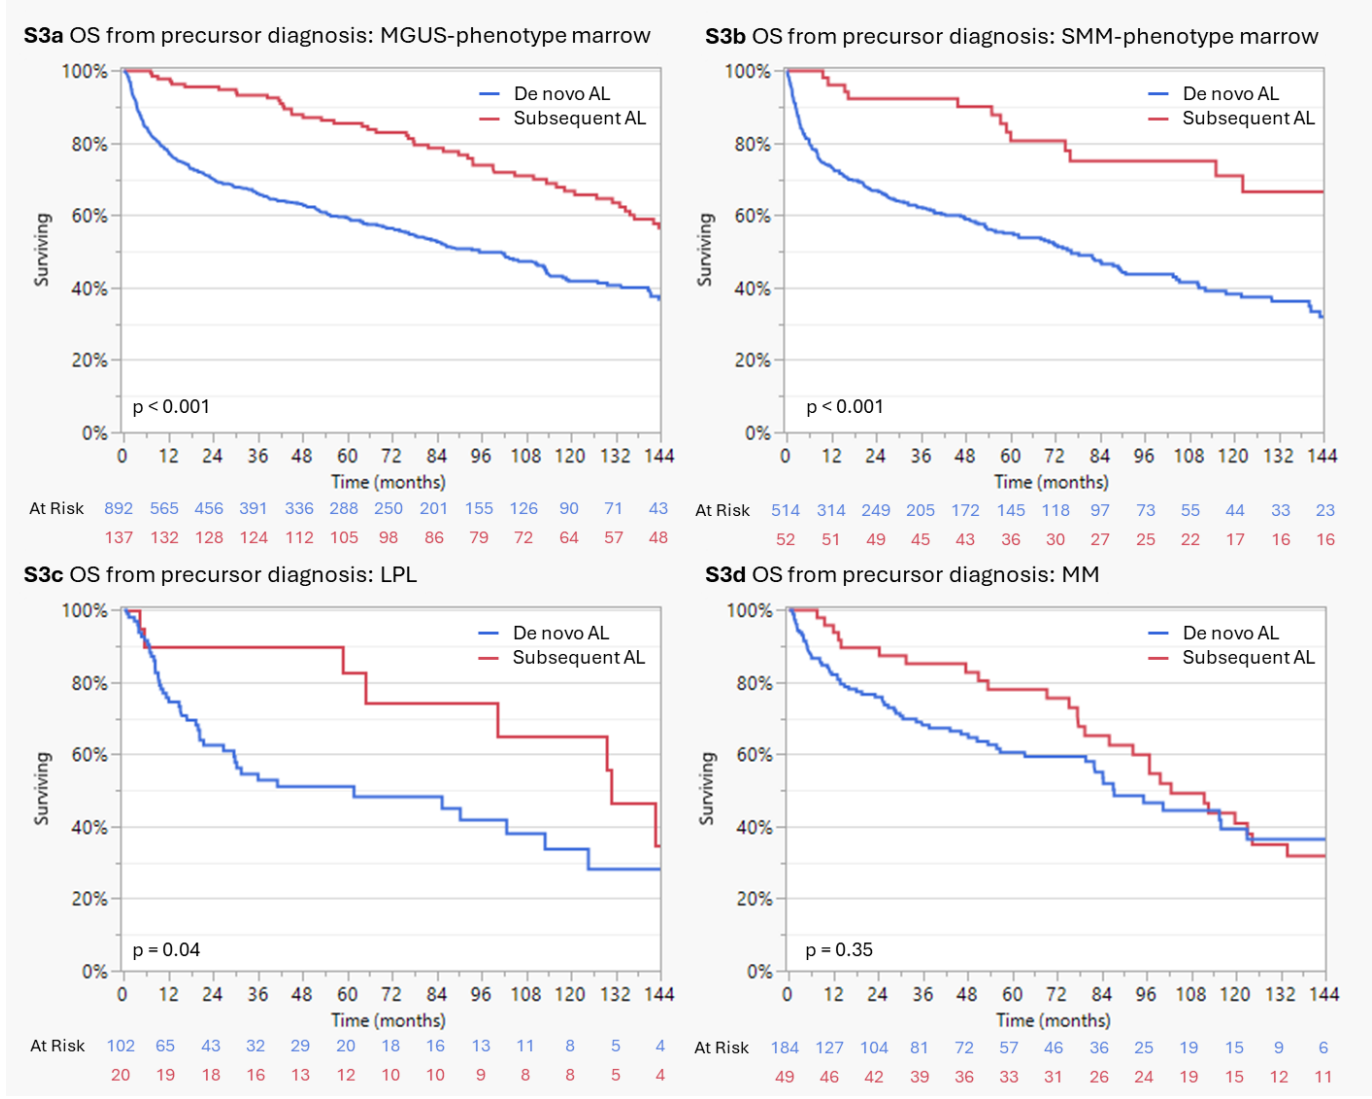 S3a OS from precursor diagnosis: MGUS-phenotype marrow
100%
80%
60%
40%
20%
0%
Surviving
De novo AL
Subsequent AL
p < 0.001
0 12 24 36 48 60 72 84 96 108 120 132 144
Time (months)
At Risk 892 565 456 391 336 288 250 201 155 126 90 71 43
137 132 128 124 112 105 98 86 79 72 64 57 48
S3b OS from precursor diagnosis: SMM-phenotype marrow
100%
80%
60%
40%
20%
0%
Surviving
De novo AL
Subsequent AL
p < 0.001
0 12 24 36 48 60 72 84 96 108 120 132 144
Time (months)
At Risk 514 314 249 205 172 145 118 97 73 55 44 33 23
52 51 49 45 43 36 30 27 25 22 17 16 16
S3c OS from precursor diagnosis: LPL
100%
80%
60%
40%
20%
0%
Surviving
De novo AL
Subsequent AL
p = 0.04
0 12 24 36 48 60 72 84 96 108 120 132 144
Time (months)
At Risk 102 65 43 32 29 20 18 16 13 11 8 5 4
20 19 18 16 13 12 10 10 9 8 8 5 4
S3d OS from precursor diagnosis: MM
100%
80%
60%
40%
20%
0%
Surviving
De novo AL
Subsequent AL
p = 0.35
0 12 24 36 48 60 72 84 96 108 120 132 144
Time (months)
At Risk 184 127 104 81 72 57 46 36 25 19 15 9 6
49 46 42 39 36 33 31 26 24 19 15 12 11